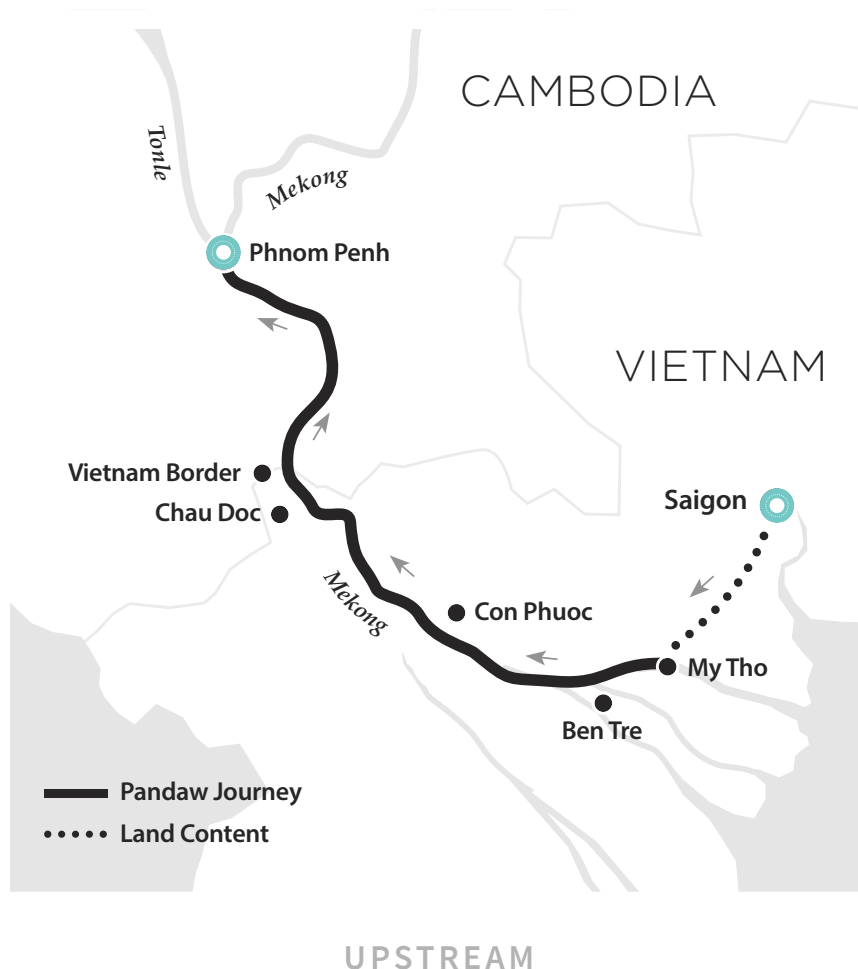 CAMBODIA
Tonle
Mekong
Phnom Penh
VIETNAM
Vietnam Border
Saigon
Chau Doc
Mekong
Con Phuoc
My Tho
Ben Tre
Pandaw Journey
Land Content
UPSTREAM